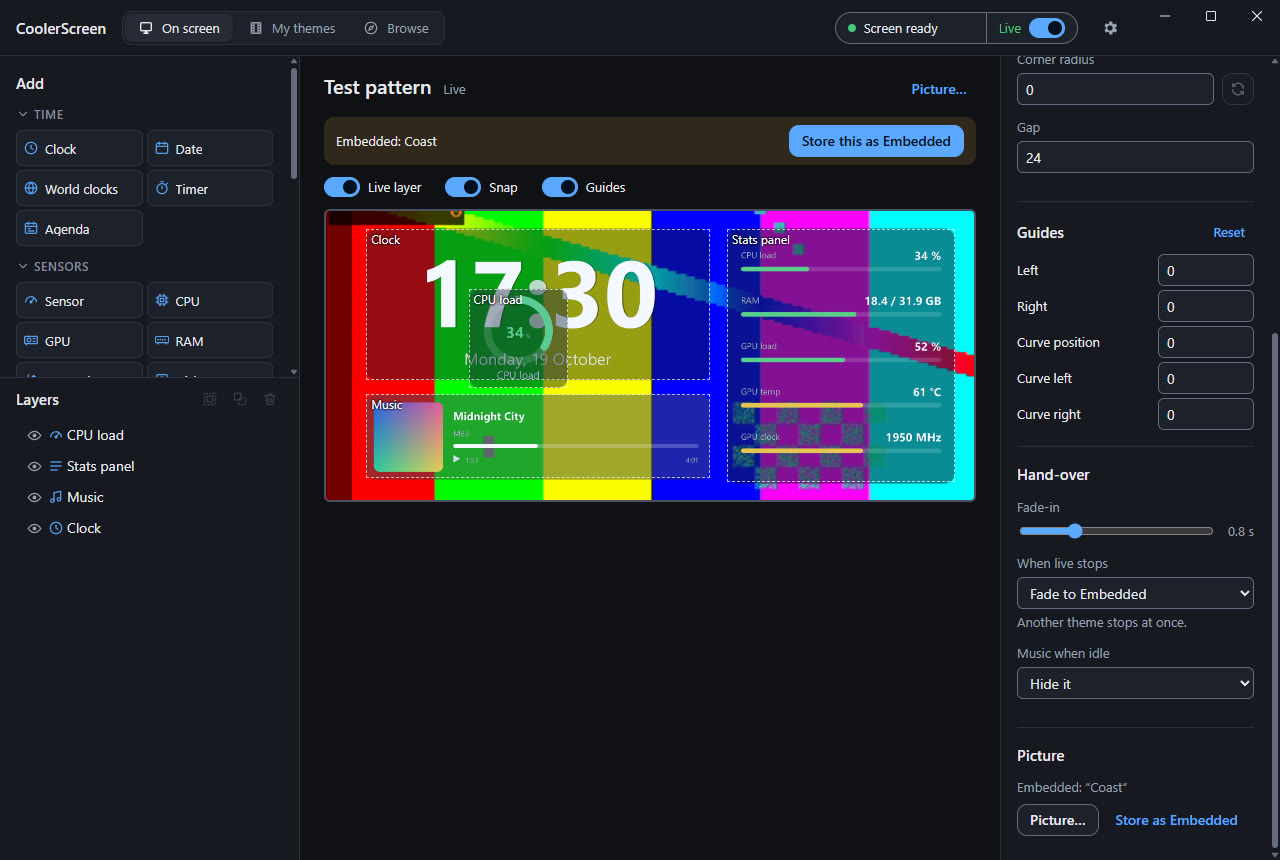 CoolerScreen
On screen
My themes
Browse
Screen ready
Live
Add
TIME
Clock
Date
World clocks
Timer
Agenda
SENSORS
Sensor
CPU
GPU
RAM
Layers
CPU load
Stats panel
Music
Clock
Test pattern
Live
Picture...
Embedded: Coast
Store this as Embedded
Live layer
Snap
Guides
Clock
17:30
Monday, 19 October
CPU load
34 %
CPU load
Music
Midnight City
M83
1:23
4:01
Stats panel
CPU load
34 %
RAM
18.4 / 31.9 GB
GPU load
52 %
GPU temp
61 °C
GPU clock
1950 MHz
Corner radius
0
Gap
24
Guides
Reset
Left
0
Right
0
Curve position
0
Curve left
0
Curve right
0
Hand-over
Fade-in
0.8 s
When live stops
Fade to Embedded
Another theme stops at once.
Music when idle
Hide it
Picture
Embedded: “Coast”
Picture...
Store as Embedded